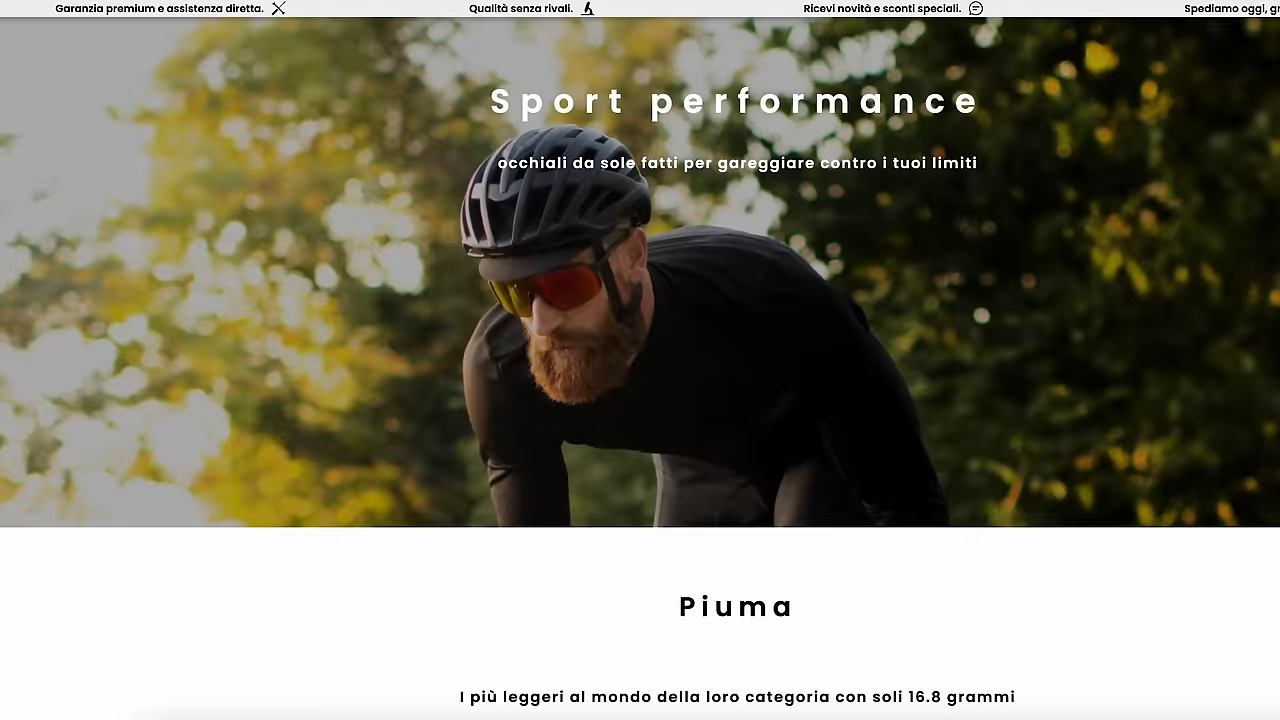 Garanzia premium e assistenza diretta.
Qualità senza rivali.
Ricevi novità e sconti speciali.
Spediamo oggi,
Sport performance
occhiali da sole fatti per gareggiare contro i tuoi limiti
Piuma
I più leggeri al mondo della loro categoria con soli 16.8 grammi